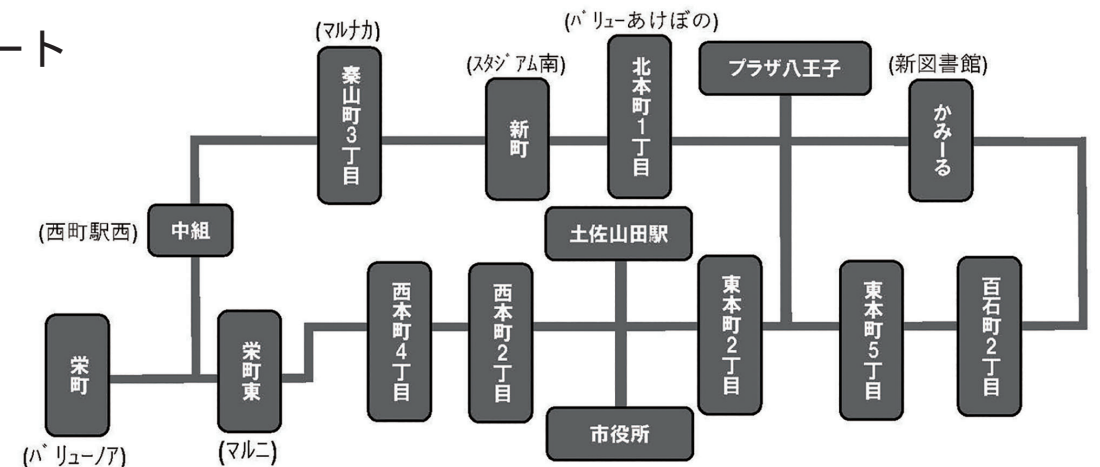 ート
(マルナカ)
秦山町3丁目
(スタジアム南)
新町
(バリューあけぼの)
北本町1丁目
プラザ八王子
(新図書館)
かみーる
(西町駅西)
中組
土佐山田駅
栄町
(バリューノア)
栄町東
(マルニ)
西本町4丁目
西本町2丁目
市役所
東本町2丁目
東本町5丁目
百石町2丁目